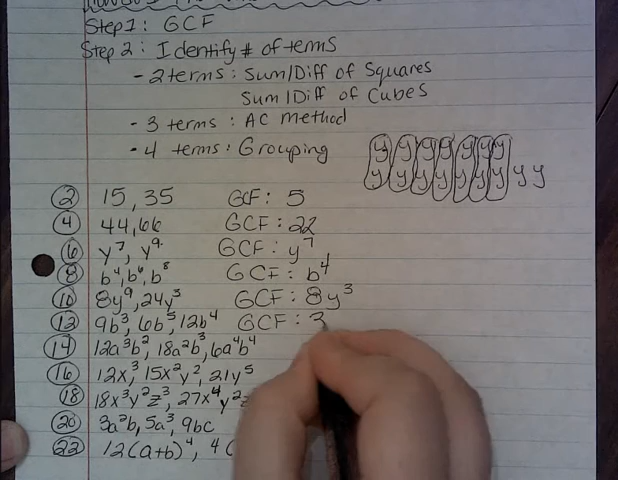 Step 1: GCF
Step 2: Identify # of terms
- 2 terms: Sum/Diff of Squares
Sum/Diff of Cubes
- 3 terms: AC Method
- 4 terms: Grouping
y y y y y y y
y y y y y y y y y
2 15, 35 GCF: 5
4 44, 66 GCF: 22
6 y⁷, y⁹ GCF: y⁷
8 b⁴, b⁶, b⁸ GCF: b⁴
10 8y⁹, 24y³ GCF: 8y³
12 9b³, 6b⁵, 12b⁴ GCF: 3
14 12a³b², 18a²b³, 6a⁴b⁴
16 12x³, 15x²y², 21y⁵
18 18x³y²z³, 27x⁴y²z
20 3a²b, 5a³, 9bc
22 12(a+b)⁴, 4(